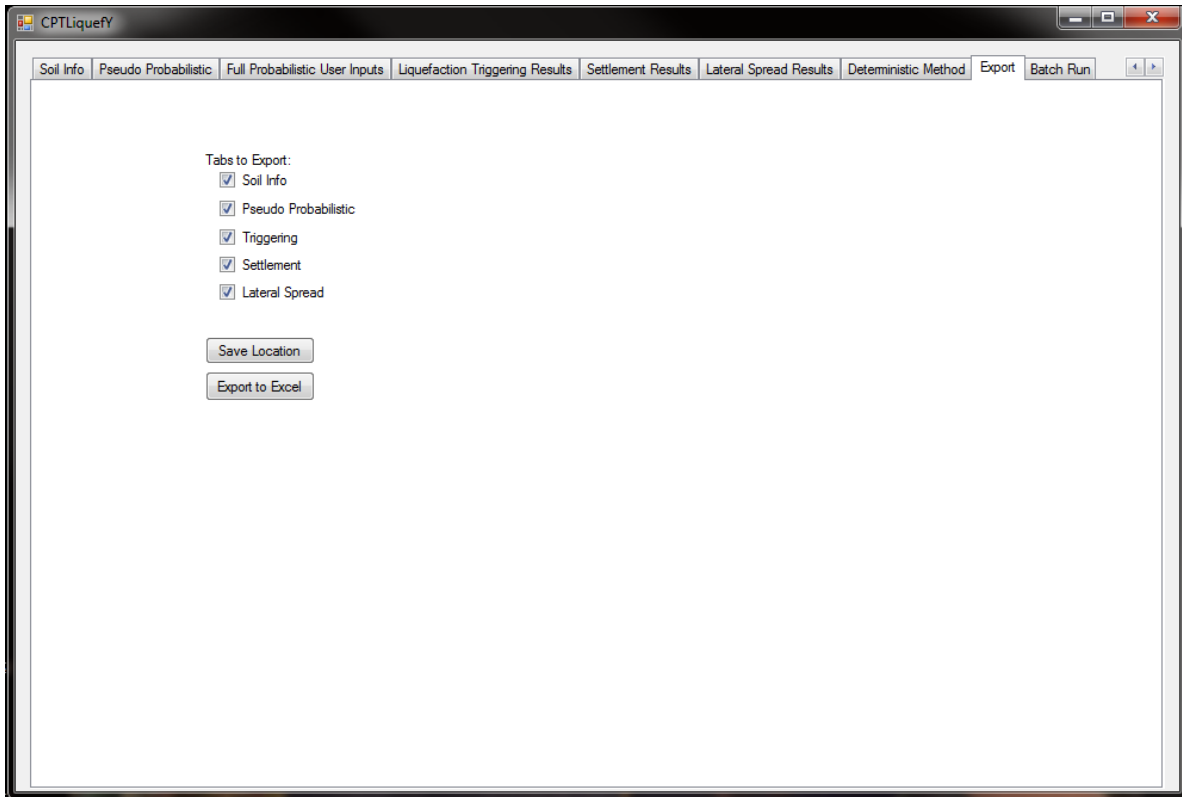 CPTLiquefY
Soil Info Pseudo Probabilistic Full Probabilistic User Inputs Liquefaction Triggering Results Settlement Results Lateral Spread Results Deterministic Method Export Batch Run
Tabs to Export:
Soil Info
Pseudo Probabilistic
Triggering
Settlement
Lateral Spread
Save Location
Export to Excel